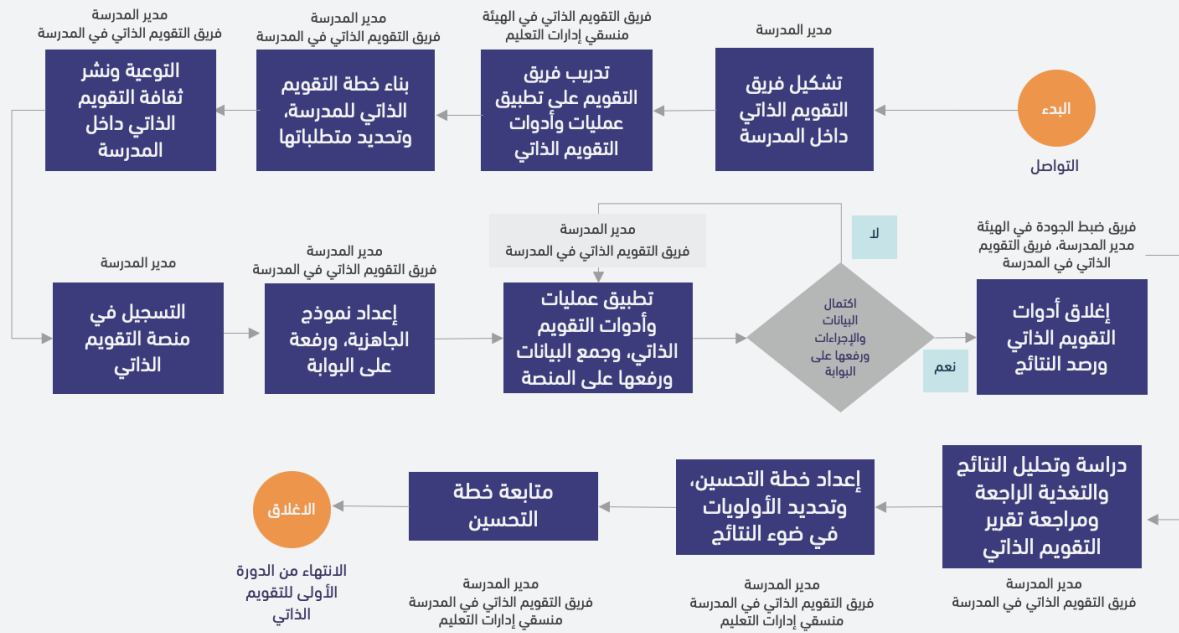 البدء
التواصل
مدير المدرسة
تشكيل فريق
التقويم الذاتي
داخل المدرسة
فريق التقويم الذاتي في الهيئة
منسقي إدارات التعليم
تدريب فريق
التقويم على تطبيق
عمليات وأدوات
التقويم الذاتي
مدير المدرسة
فريق التقويم الذاتي في المدرسة
بناء خطة التقويم
الذاتي للمدرسة،
وتحديد متطلباتها
مدير المدرسة
فريق التقويم الذاتي في المدرسة
التوعية ونشر
ثقافة التقويم
الذاتي داخل
المدرسة
مدير المدرسة
التسجيل في
منصة التقويم
الذاتي
مدير المدرسة
فريق التقويم الذاتي في المدرسة
إعداد نموذج
الجاهزية، ورفعة
على البوابة
مدير المدرسة
فريق التقويم الذاتي في المدرسة
تطبيق عمليات
وأدوات التقويم
الذاتي، وجمع البيانات
ورفعها على المنصة
اكتمال
البيانات
والإجراءات
ورفعها على
البوابة
لا
نعم
فريق ضبط الجودة في الهيئة
مدير المدرسة، فريق التقويم
الذاتي في المدرسة
إغلاق أدوات
التقويم الذاتي
ورصد النتائج
دراسة وتحليل النتائج
والتغذية الراجعة
ومراجعة تقرير
التقويم الذاتي
مدير المدرسة
فريق التقويم الذاتي في المدرسة
إعداد خطة التحسين،
وتحديد الأولويات
في ضوء النتائج
مدير المدرسة
فريق التقويم الذاتي في المدرسة
منسقي إدارات التعليم
متابعة خطة
التحسين
مدير المدرسة
فريق التقويم الذاتي في المدرسة
منسقي إدارات التعليم
الاغلاق
الانتهاء من الدورة
الأولى للتقويم
الذاتي